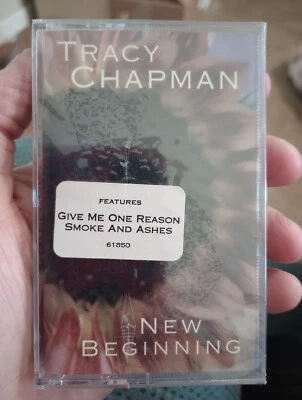 TRACY
CHAPMAN
FEATURES
GIVE ME ONE REASON
SMOKE AND ASHES
61850
NEW
BEGINNING